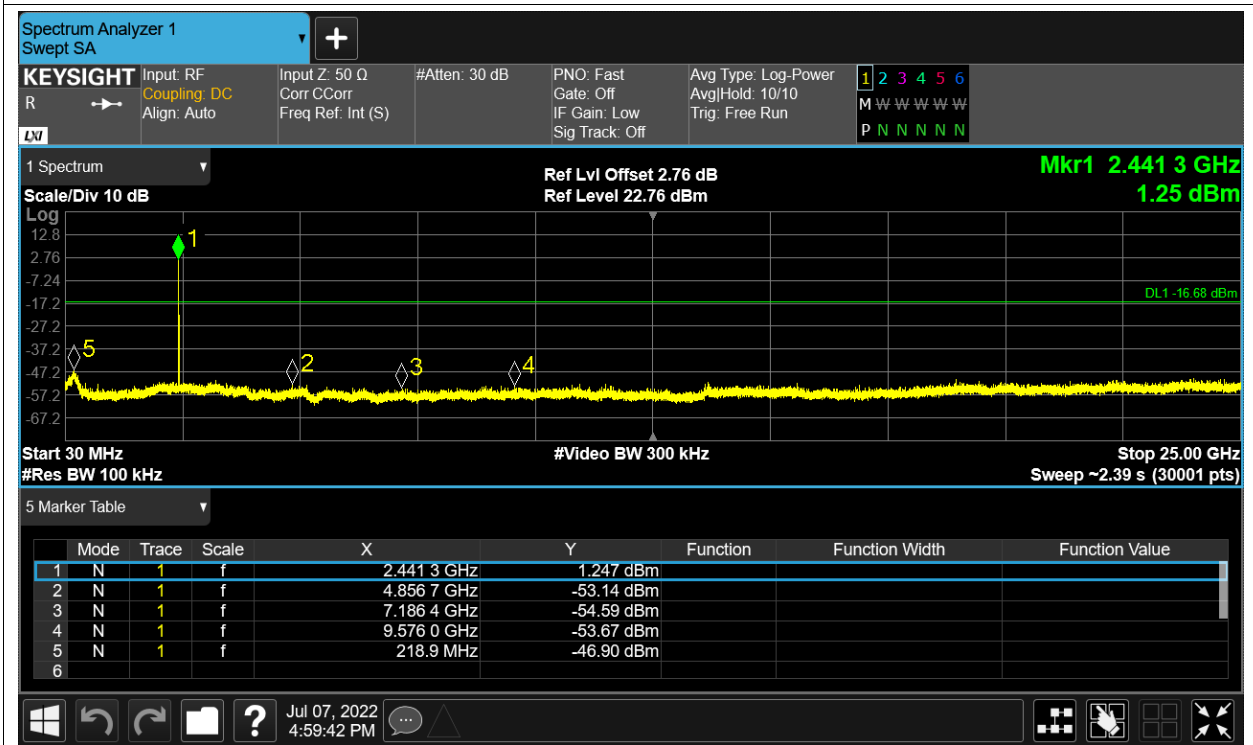 Spectrum Analyzer 1
Swept SA
+
KEYSIGHT Input: RF Input Z: 50 Ω #Atten: 30 dB PNO: Fast Avg Type: Log-Power 1 2 3 4 5 6
R Coupling: DC Corr CCorr Gate: Off Avg|Hold: 10/10 M W W W W W W
Align: Auto Freq Ref: Int (S) IF Gain: Low Trig: Free Run
LXI Sig Track: Off P N N N N N N
1 Spectrum
Ref Lvl Offset 2.76 dB Mkr1 2.441 3 GHz
Scale/Div 10 dB Ref Level 22.76 dBm 1.25 dBm
Log
12.8
1
2.76
-7.24
DL1 -16.68 dBm
-17.2
-27.2
-37.2
5
-47.2
2 3 4
-57.2
-67.2
Start 30 MHz #Video BW 300 kHz Stop 25.00 GHz
#Res BW 100 kHz Sweep ~2.39 s (30001 pts)
5 Marker Table
Mode Trace Scale X Y Function Function Width Function Value
1 N 1 f 2.441 3 GHz 1.247 dBm
2 N 1 f 4.856 7 GHz -53.14 dBm
3 N 1 f 7.186 4 GHz -54.59 dBm
4 N 1 f 9.576 0 GHz -53.67 dBm
5 N 1 f 218.9 MHz -46.90 dBm
6
? Jul 07, 2022
4:59:42 PM